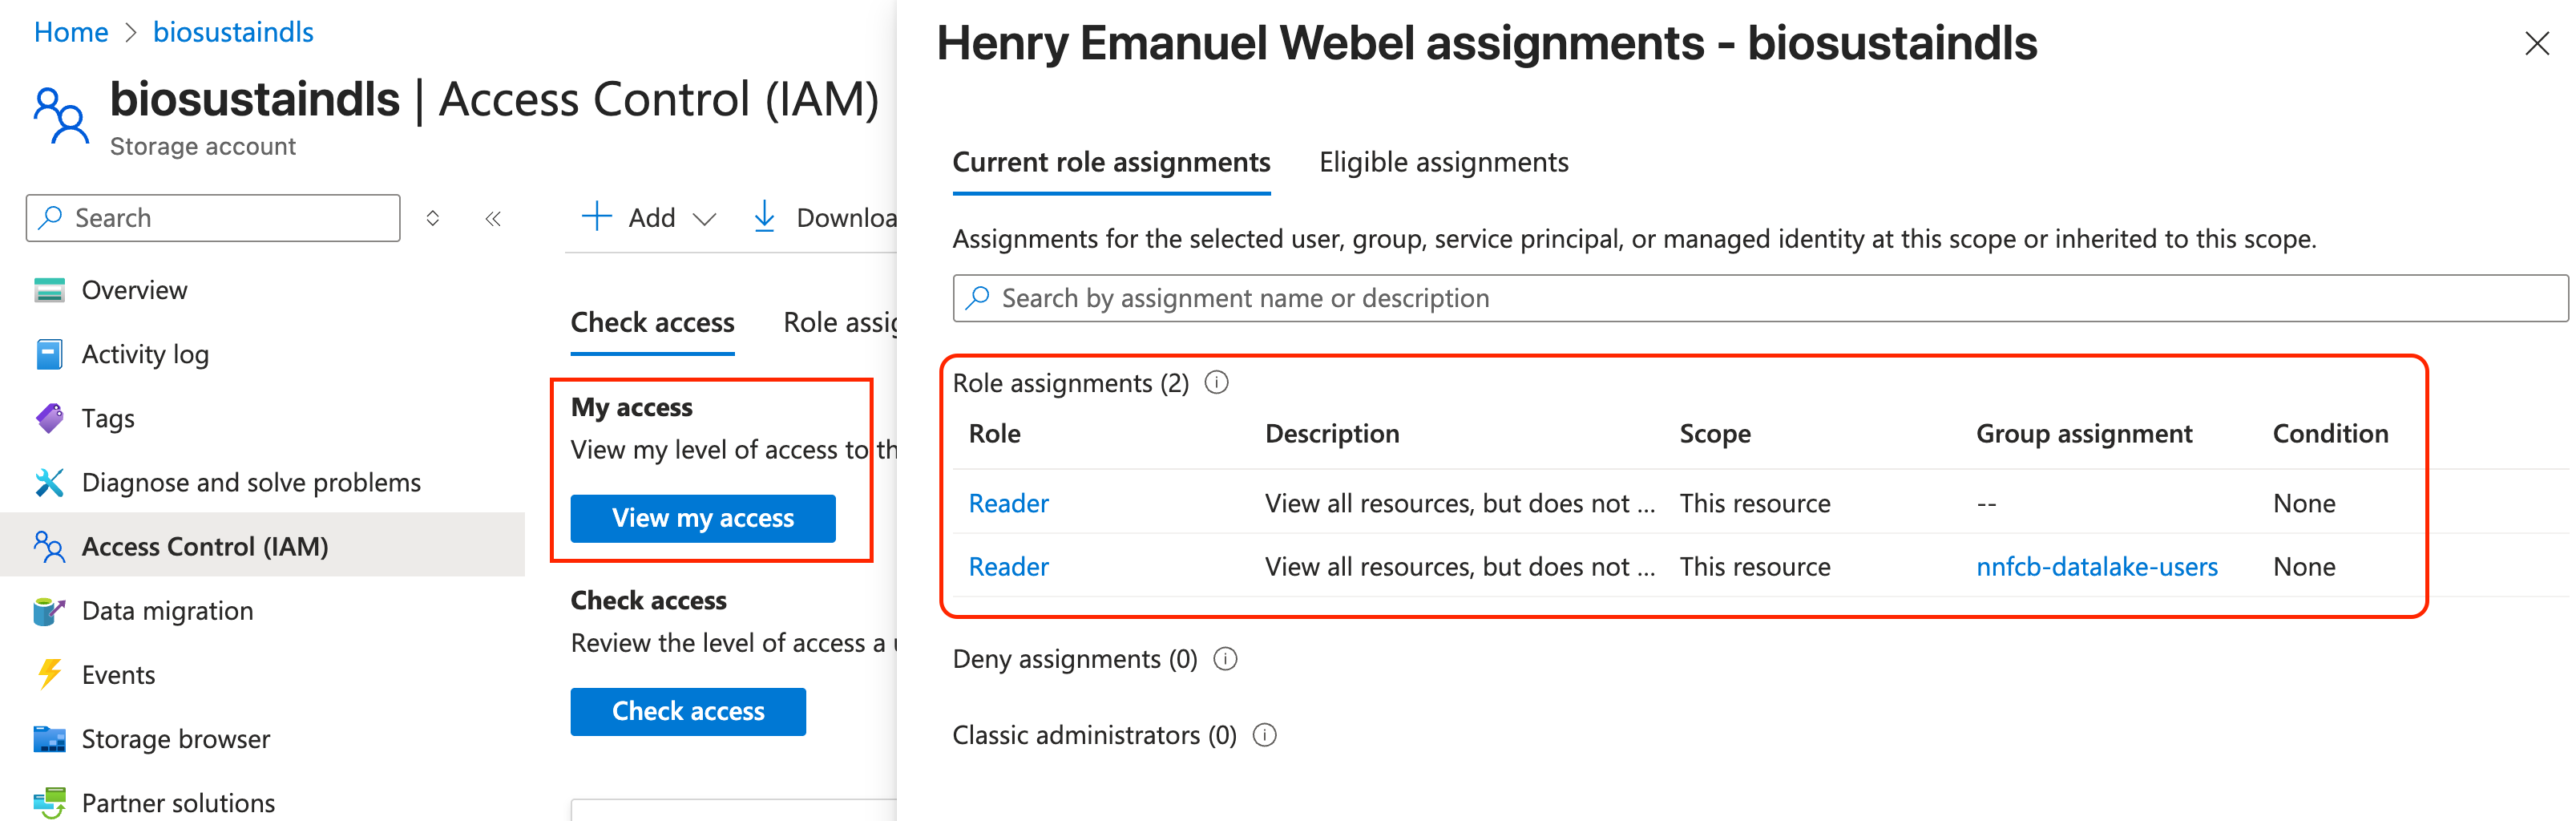 Home > biosustaindls
biosustaindls | Access Control (IAM)
Storage account
Search
Overview
Activity log
Tags
Diagnose and solve problems
Access Control (IAM)
Data migration
Events
Storage browser
Partner solutions
Add
Downloa
Check access
Role assig
My access
View my level of access to th
View my access
Check access
Review the level of access a u
Check access
Henry Emanuel Webel assignments - biosustaindls
Current role assignments
Eligible assignments
Assignments for the selected user, group, service principal, or managed identity at this scope or inherited to this scope.
Search by assignment name or description
Role assignments (2)
Role Description Scope Group assignment Condition
Reader View all resources, but does not ... This resource -- None
Reader View all resources, but does not ... This resource nnfcb-datalake-users None
Deny assignments (0)
Classic administrators (0)